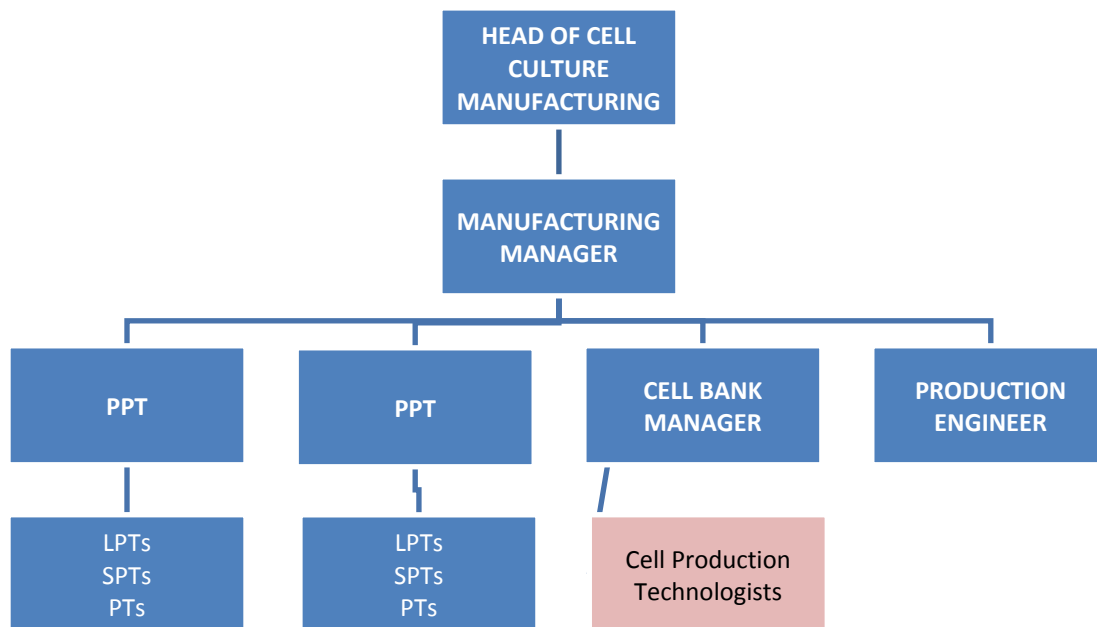 HEAD OF CELL
CULTURE
MANUFACTURING
MANUFACTURING
MANAGER
PPT
PPT
CELL BANK
MANAGER
PRODUCTION
ENGINEER
LPTs
SPTs
PTs
LPTs
SPTs
PTs
Cell Production
Technologists